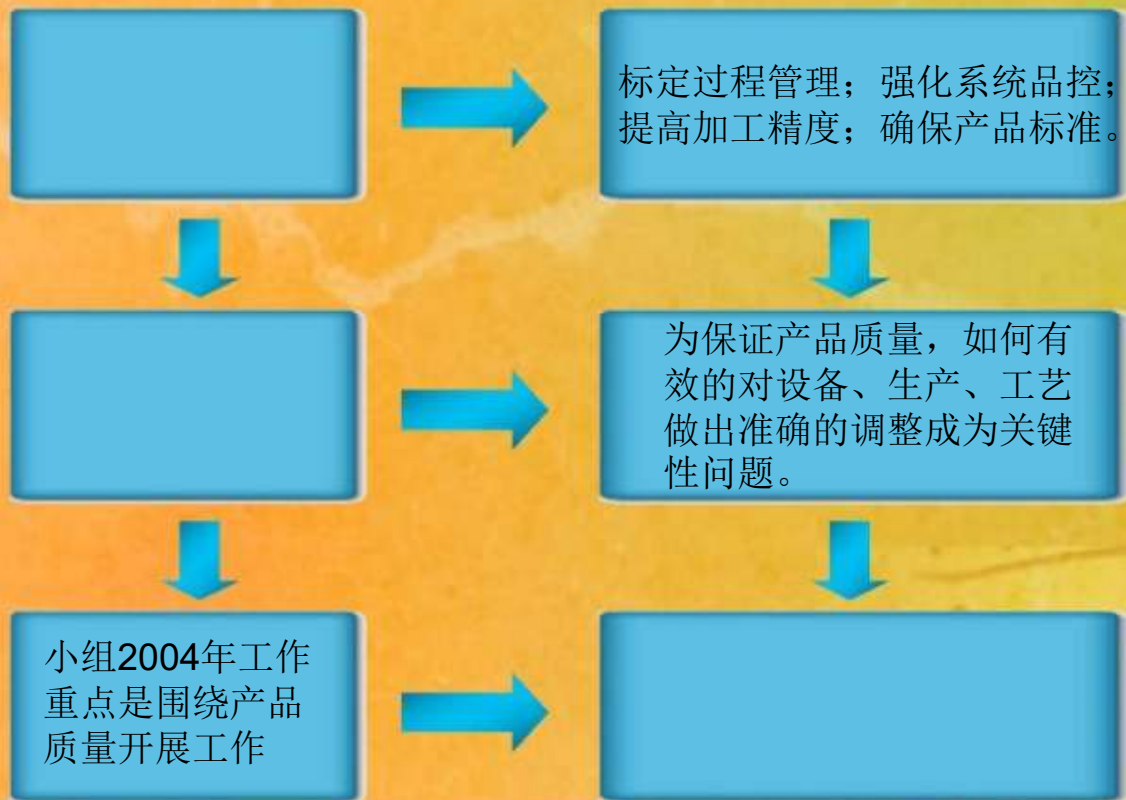 标定过程管理；强化系统品控；
提高加工精度；确保产品标准。
为保证产品质量，如何有
效的对设备、生产、工艺
做出准确的调整成为关键
性问题。
小组2004年工作
重点是围绕产品
质量开展工作